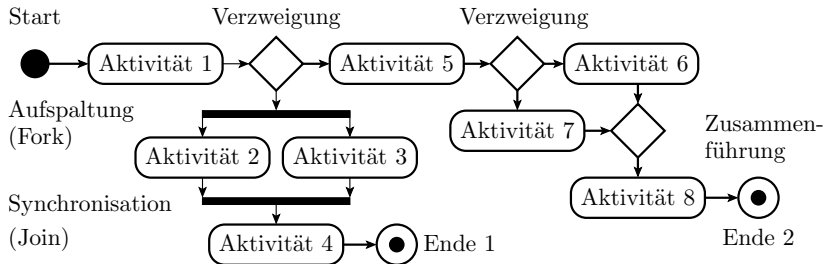 Start
Verzweigung
Verzweigung
Aktivität 1
Aktivität 5
Aktivität 6
Aufspaltung
(Fork)
Aktivität 7
Zusammen-
führung
Aktivität 2
Aktivität 3
Aktivität 8
Synchronisation
(Join)
Aktivität 4
Ende 1
Ende 2